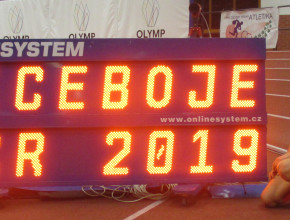 OLYMP OLYMP
ATLETIKA
SYSTEM
CEBOJE
www.onlinesystem.cz
R 2019